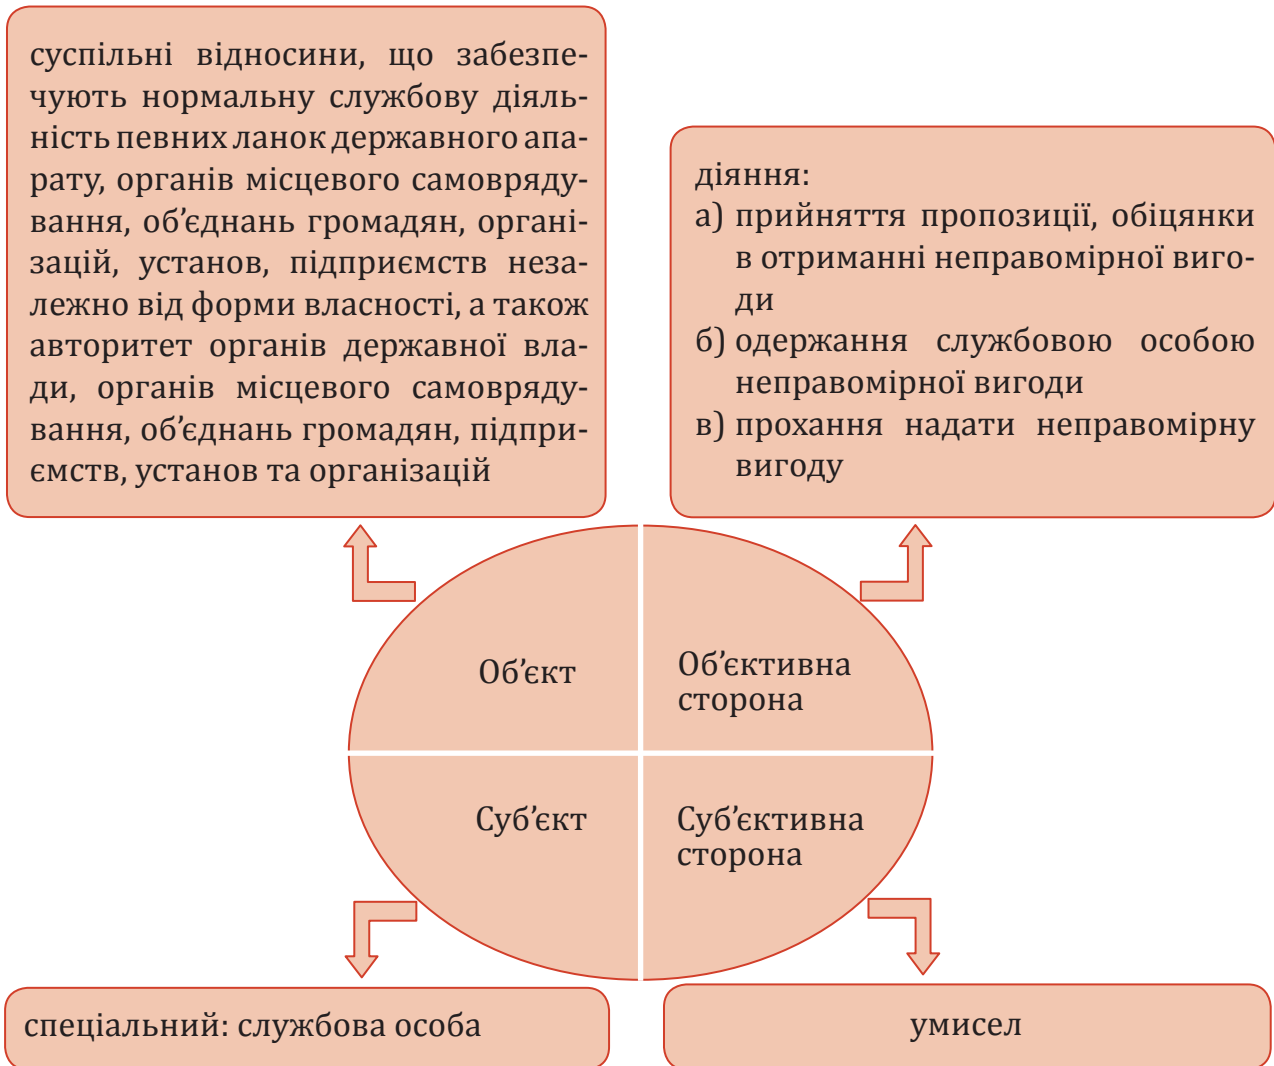 суспільні відносини, що забезпе-
чують нормальну службову діяль-
ність певних ланок державного апа-
рату, органів місцевого самовряду-
вання, об’єднань громадян, органі-
зацій, установ, підприємств неза-
лежно від форми власності, а також
авторитет органів державної вла-
ди, органів місцевого самовряду-
вання, об’єднань громадян, підпри-
ємств, установ та організацій
діяння:
а) прийняття пропозиції, обіцянки
в отриманні неправомірної виго-
ди
б) одержання службовою особою
неправомірної вигоди
в) прохання надати неправомірну
вигоду
Об’єкт
Об’єктивна
сторона
Суб’єкт
Суб’єктивна
сторона
спеціальний: службова особа
умисел